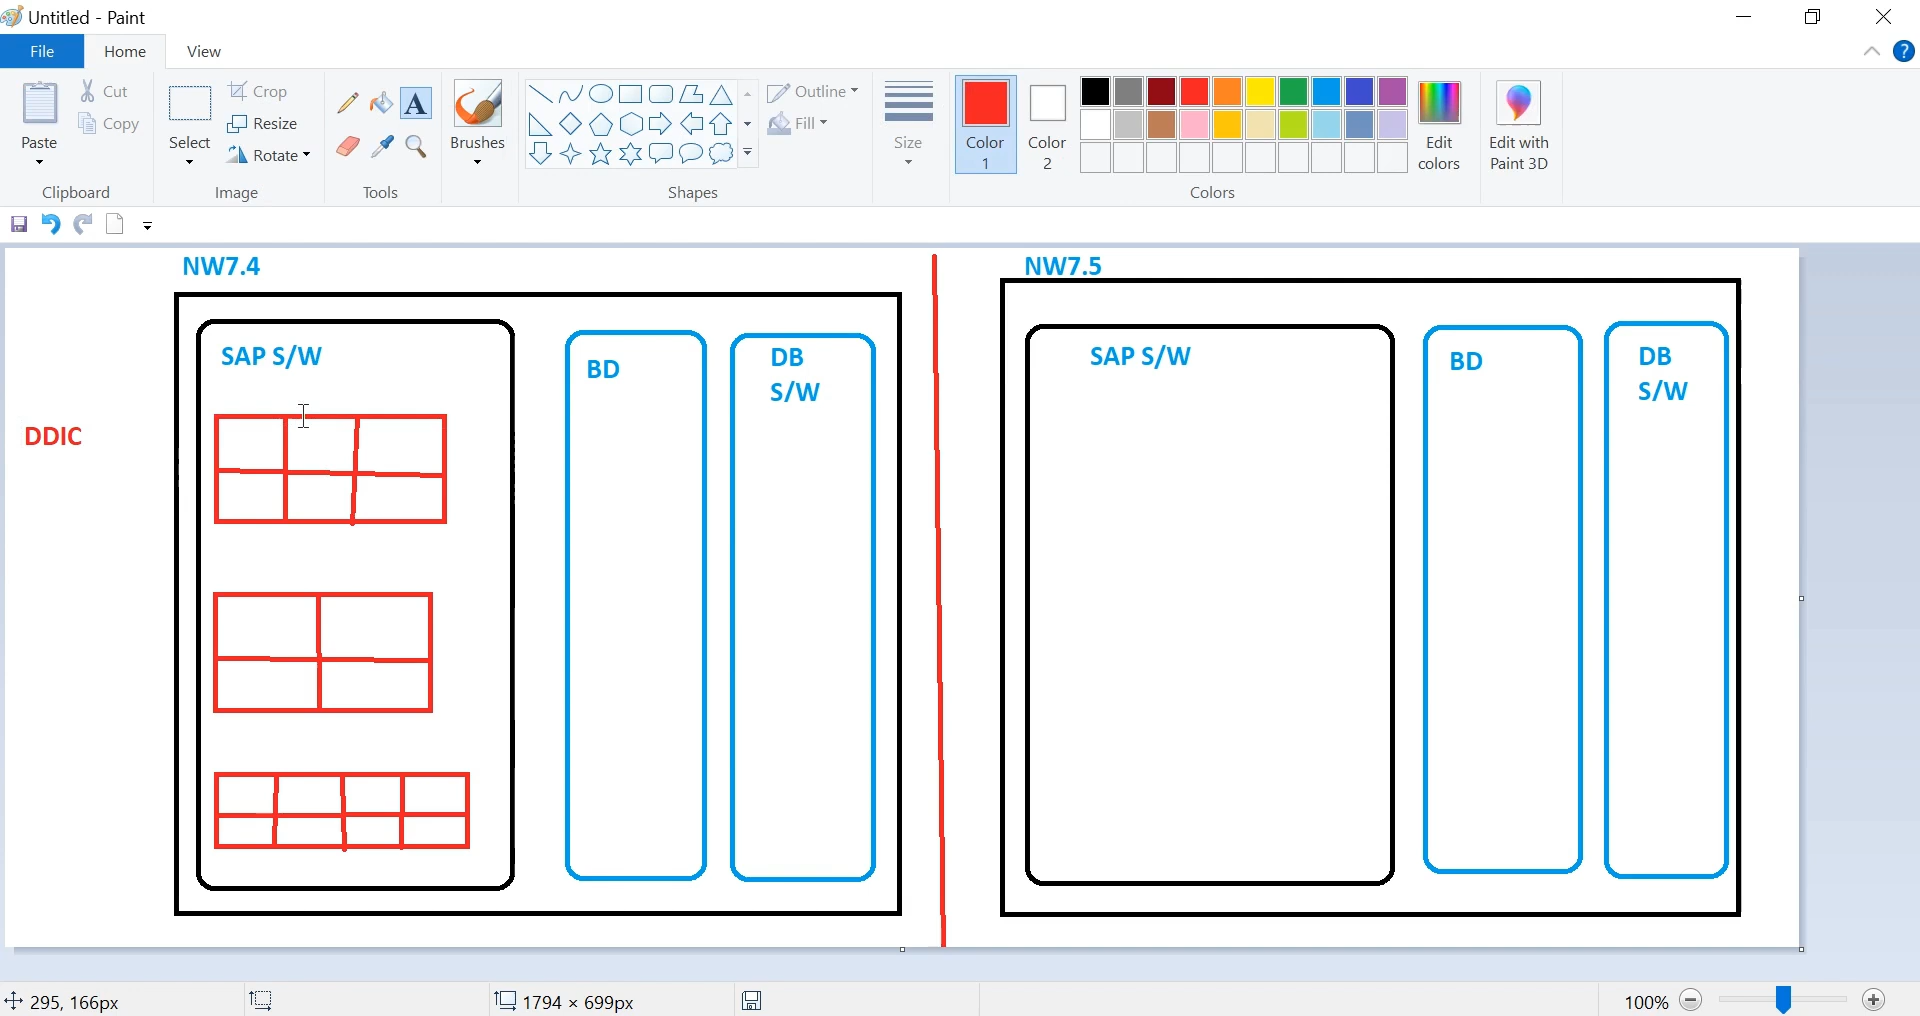 Untitled - Paint
File
Home
View
Paste
Cut
Copy
Clipboard
Select
Crop
Resize
Rotate
Image
A
Tools
Brushes
Shapes
Outline
Fill
Size
Color
1
Color
2
Colors
Edit
colors
Edit with
Paint 3D
?
NW7.4
SAP S/W
BD
DB
S/W
DDIC
NW7.5
SAP S/W
BD
DB
S/W
295, 166px
1794 × 699px
100%